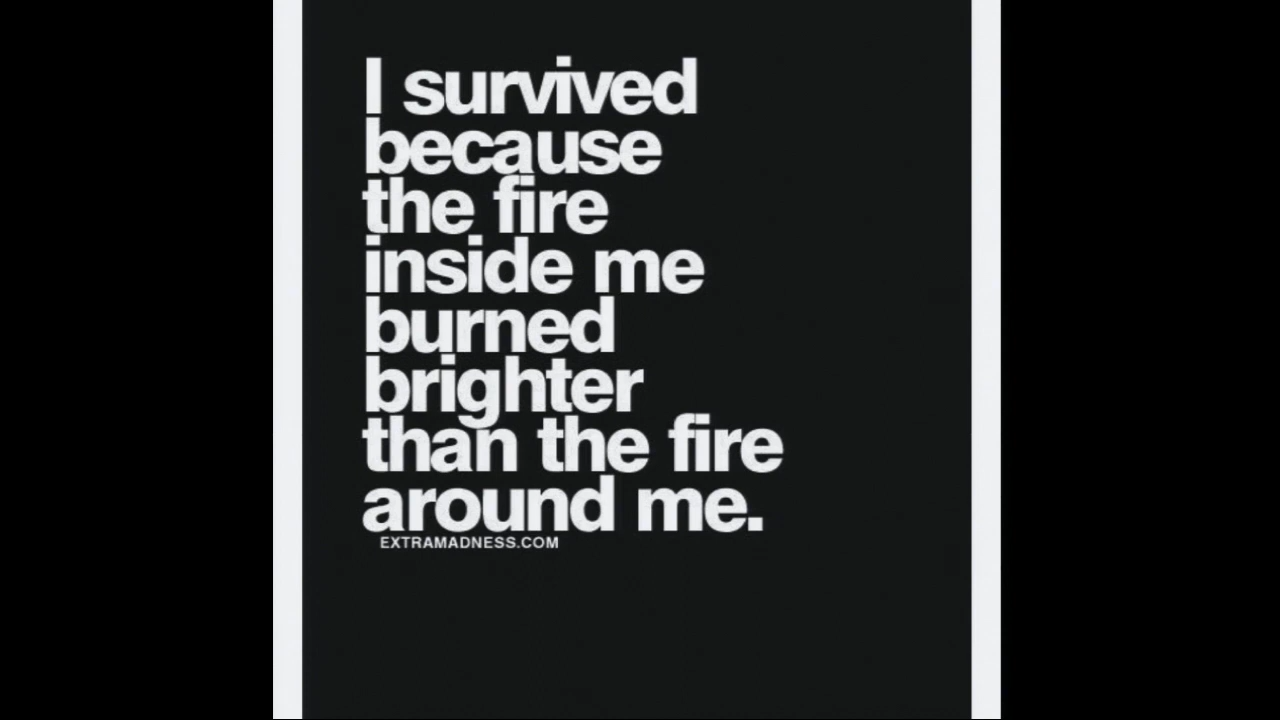 I survived
because
the fire
inside me
burned
brighter
than the fire
around me.
EXTRAMADNESS.COM